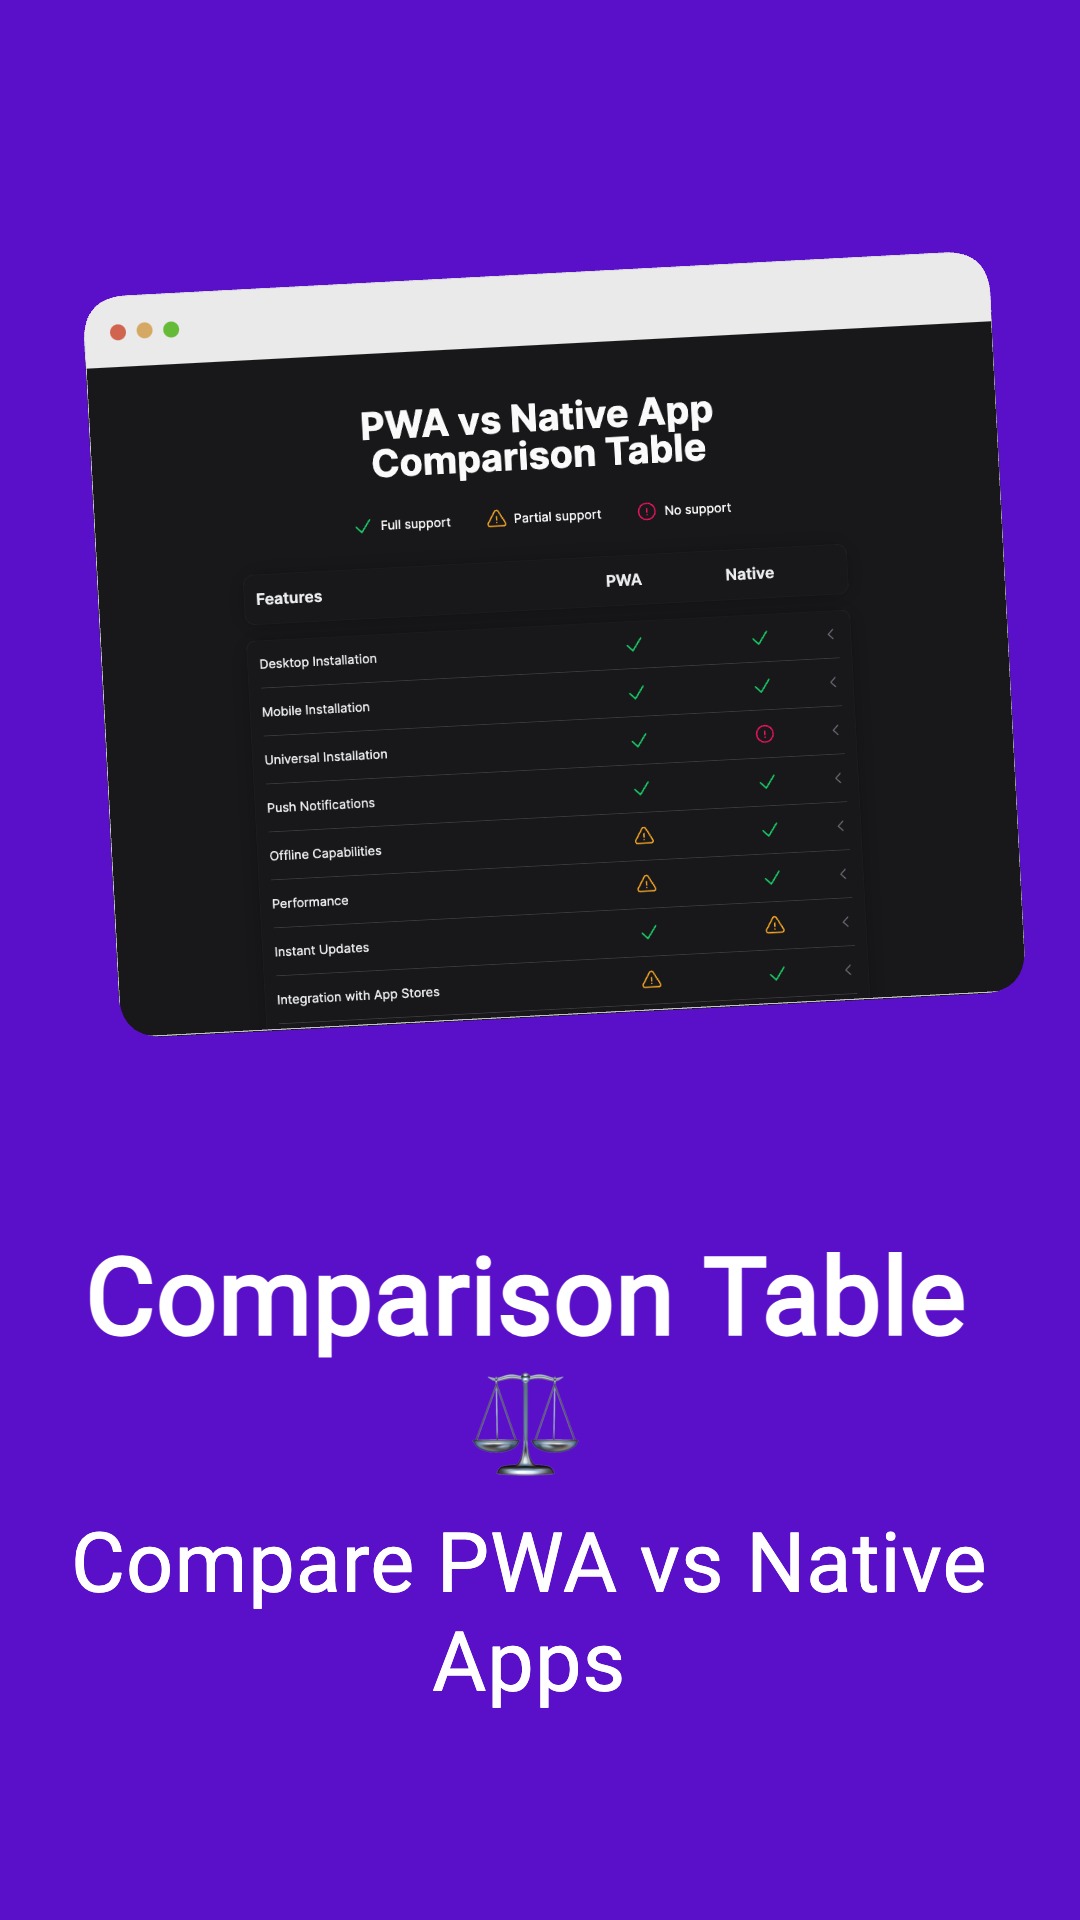 PWA vs Native App
Comparison Table
Full support Partial support No support
Features PWA Native
Desktop Installation
Mobile Installation
Universal Installation
Push Notifications
Offline Capabilities
Performance
Instant Updates
Integration with App Stores
Comparison Table
Compare PWA vs Native
Apps